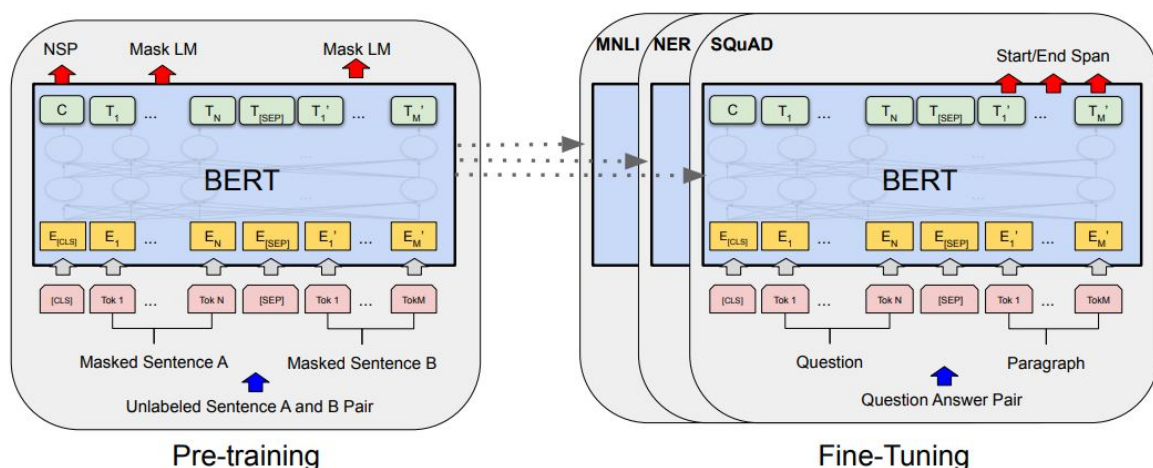 NSP Mask LM Mask LM
C T1 ... TN T[SEP] T1' ... TM'
...
...
BERT
E[CLS] E1 ... EN E[SEP] E1' ... EM'
[CLS] Tok 1 ... Tok N [SEP] Tok 1 ... TokM
Masked Sentence A Masked Sentence B
Unlabeled Sentence A and B Pair
Pre-training
MNLI NER SQuAD
Start/End Span
C T1 ... TN T[SEP] T1' ... TM'
...
...
BERT
E[CLS] E1 ... EN E[SEP] E1' ... EM'
[CLS] Tok 1 ... Tok N [SEP] Tok 1 ... TokM
Question Paragraph
Question Answer Pair
Fine-Tuning